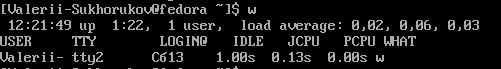 [Valerii-Sukhorukov@fedora ~]$ w
 12:21:49 up  1:22,  1 user,  load average: 0,02, 0,06, 0,03
USER     TTY        LOGIN@   IDLE   JCPU   PCPU WHAT
Valerii- tty2      Сб13    1.00s  0.13s  0.00s w